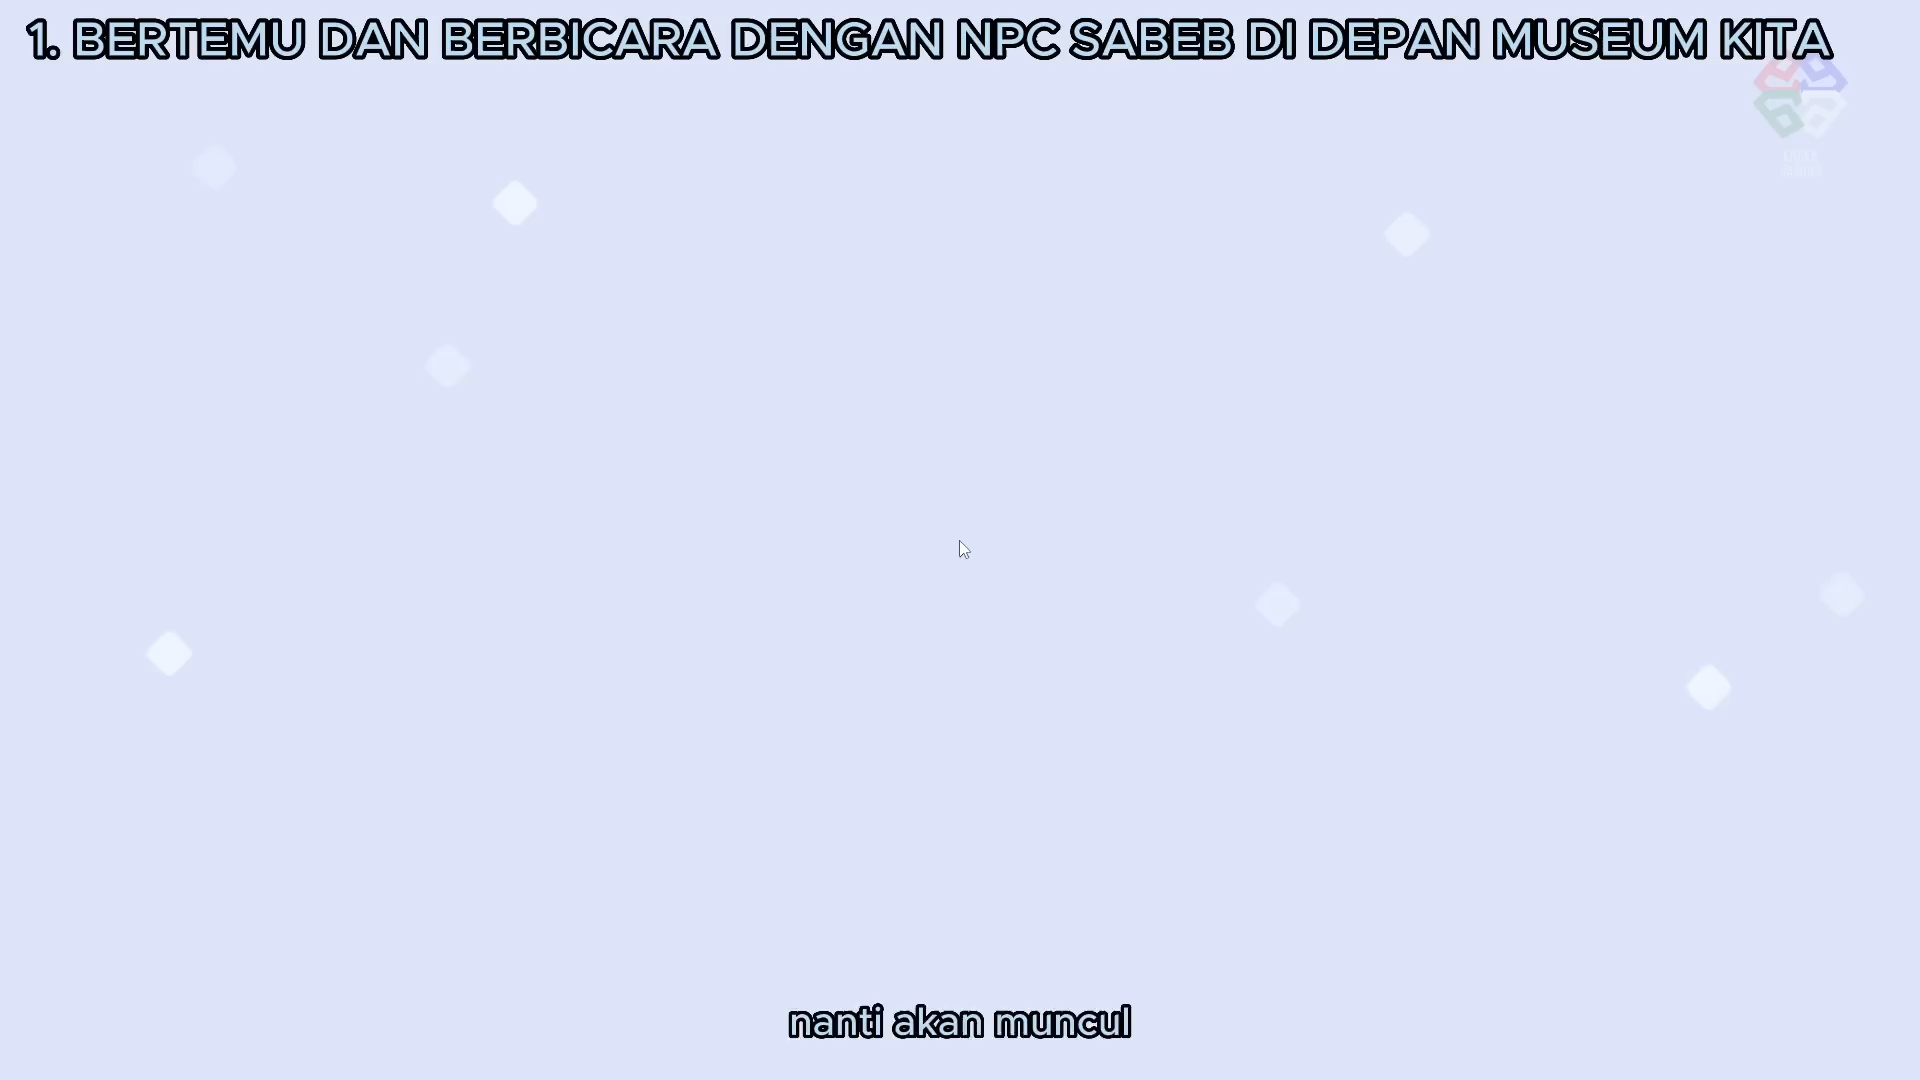 1. BERTEMU DAN BERBICARA DENGAN NPC SABEB DI DEPAN MUSEUM KITA
nanti akan muncul